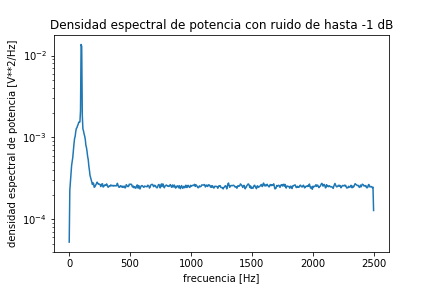 Densidad espectral de potencia con ruido de hasta -1 dB
densidad espectral de potencia [V**2/Hz]
10⁻²
10⁻³
10⁻⁴
0 500 1000 1500 2000 2500
frecuencia [Hz]